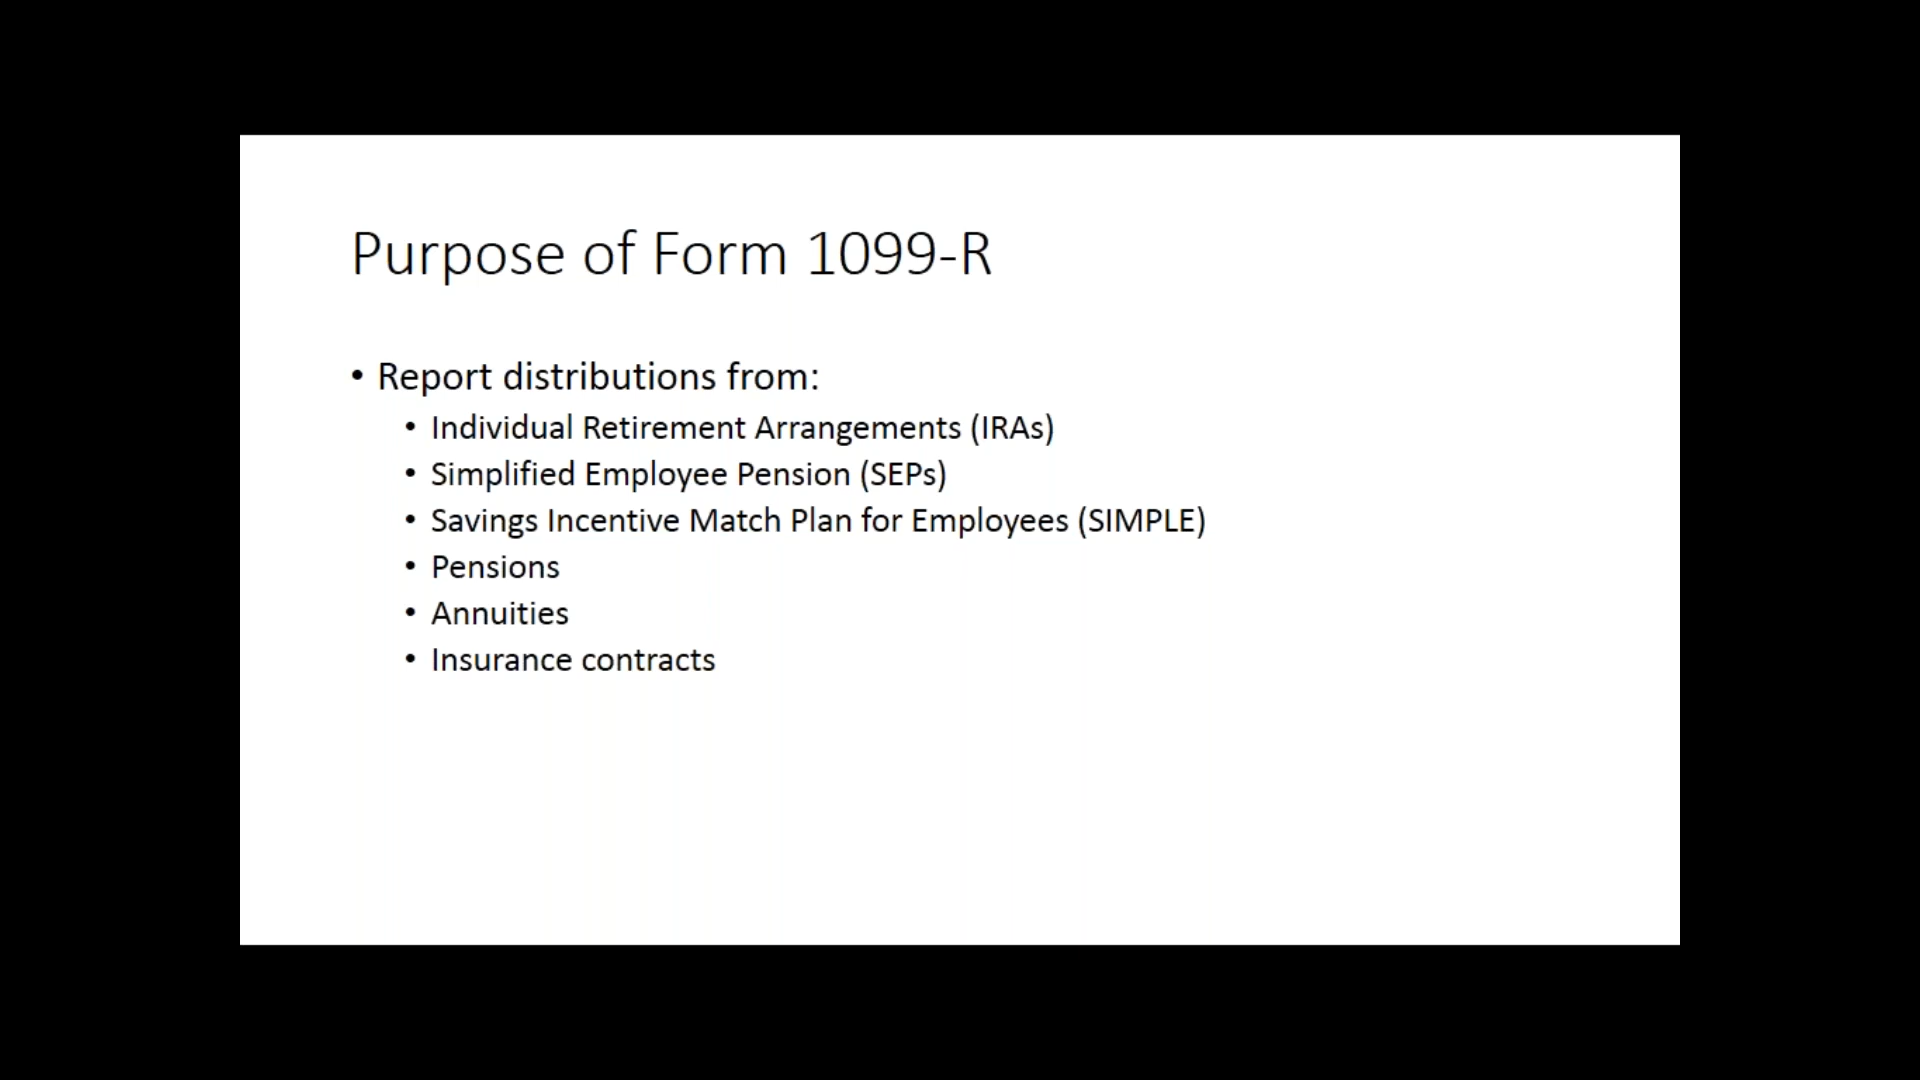 Purpose of Form 1099-R
• Report distributions from:
• Individual Retirement Arrangements (IRAs)
• Simplified Employee Pension (SEPs)
• Savings Incentive Match Plan for Employees (SIMPLE)
• Pensions
• Annuities
• Insurance contracts